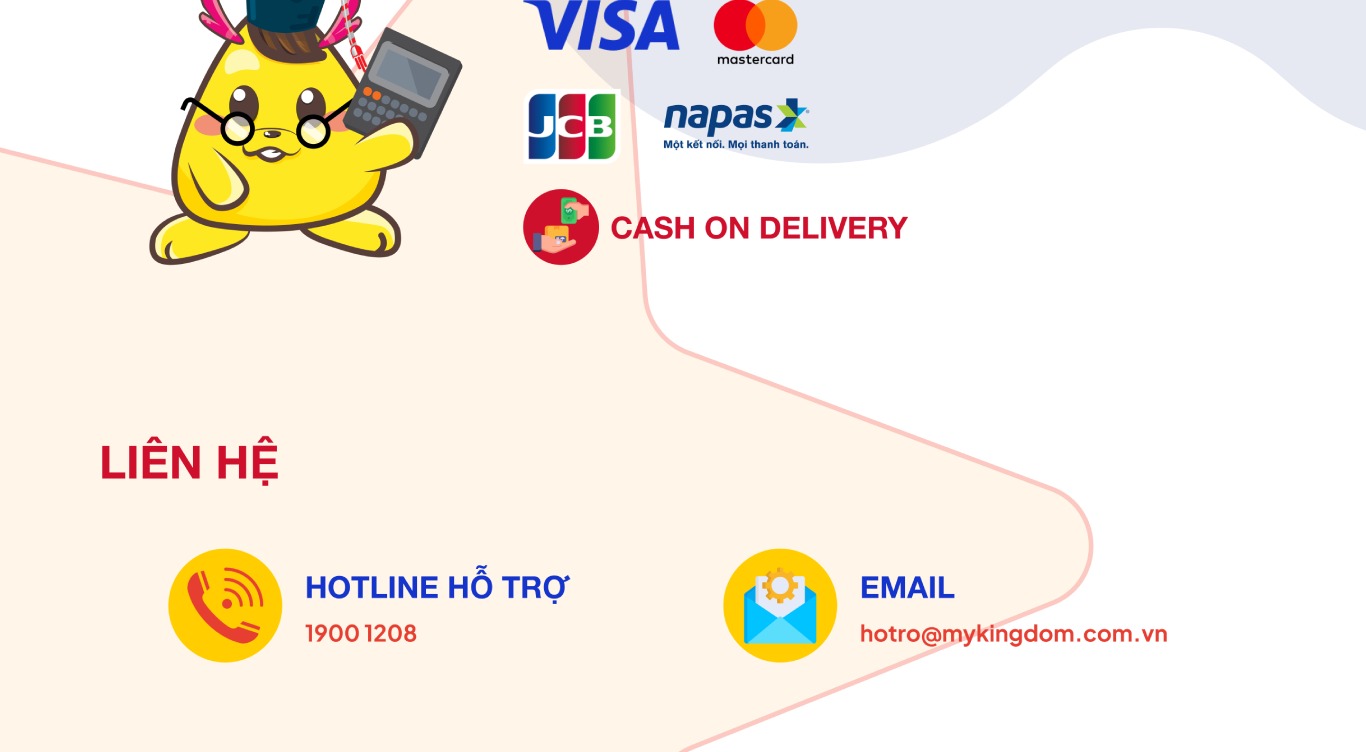 VISA
mastercard
JCB
napas
Một kết nối. Mọi thanh toán.
CASH ON DELIVERY
LIÊN HỆ
HOTLINE HỖ TRỢ
1900 1208
EMAIL
hotro@mykingdom.com.vn